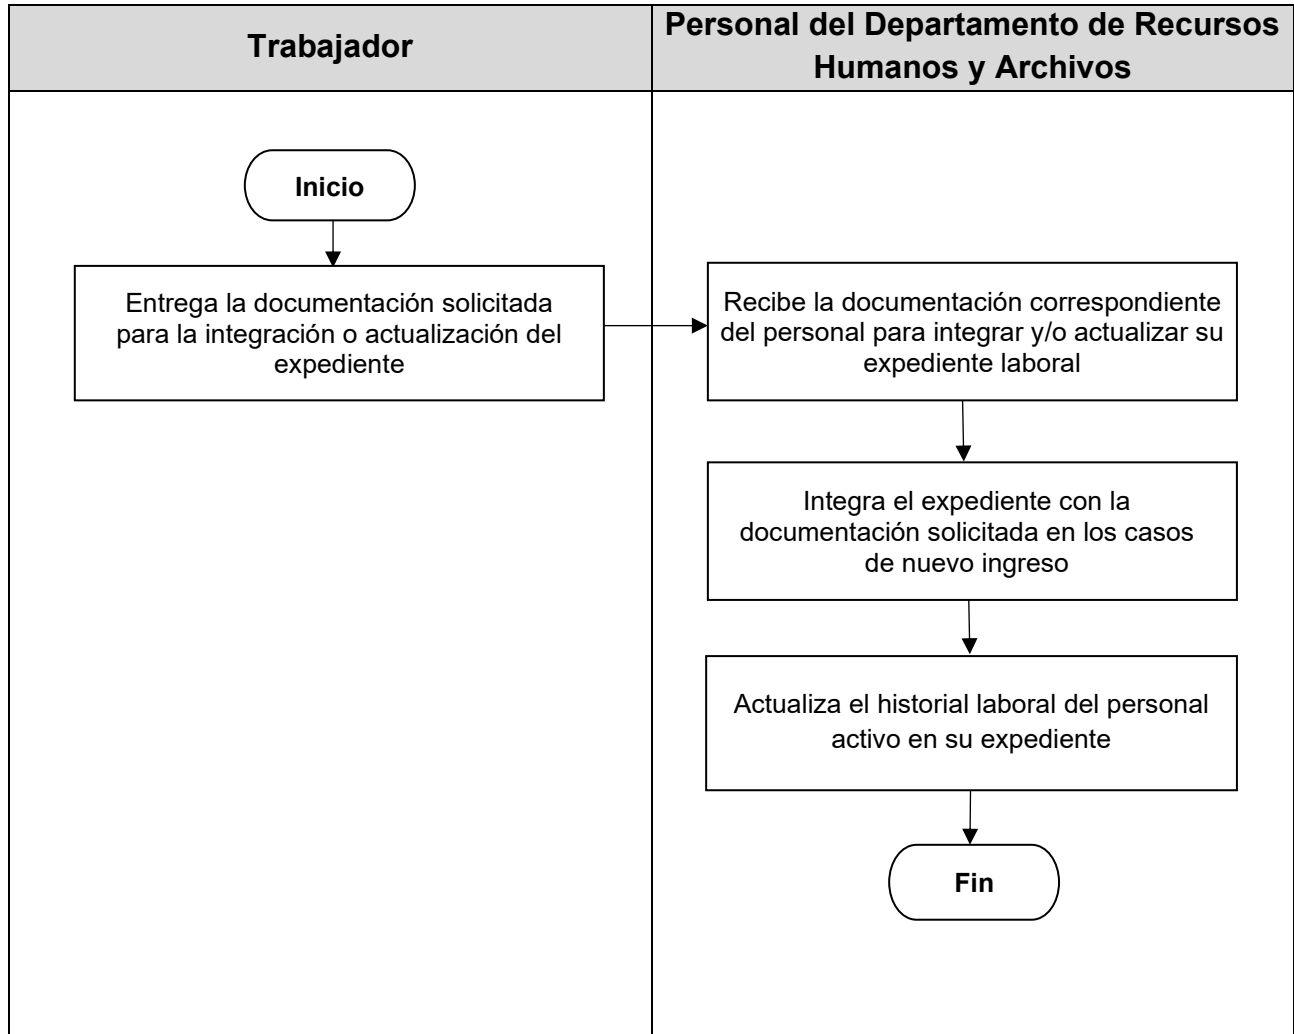 Trabajador
Personal del Departamento de Recursos
Humanos y Archivos
Inicio
Entrega la documentación solicitada
para la integración o actualización del
expediente
Recibe la documentación correspondiente
del personal para integrar y/o actualizar su
expediente laboral
Integra el expediente con la
documentación solicitada en los casos
de nuevo ingreso
Actualiza el historial laboral del personal
activo en su expediente
Fin